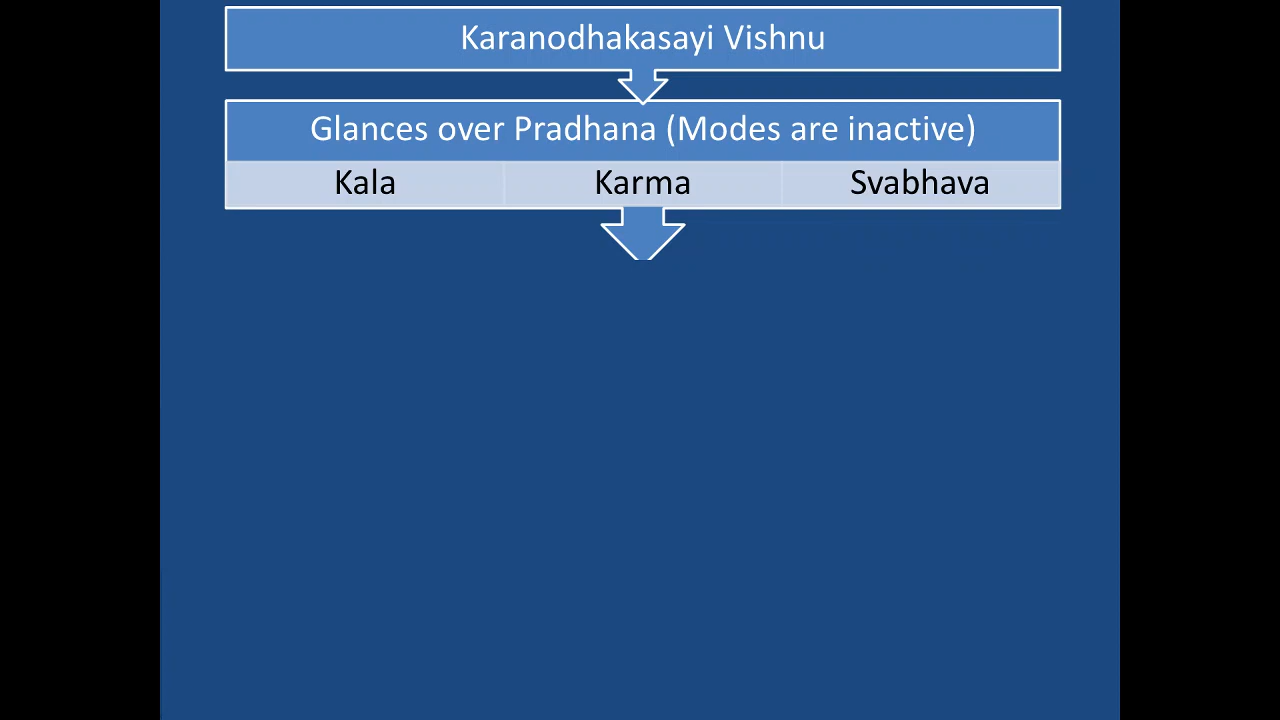 Karanodhakasayi Vishnu
Glances over Pradhana (Modes are inactive)
Kala Karma Svabhava